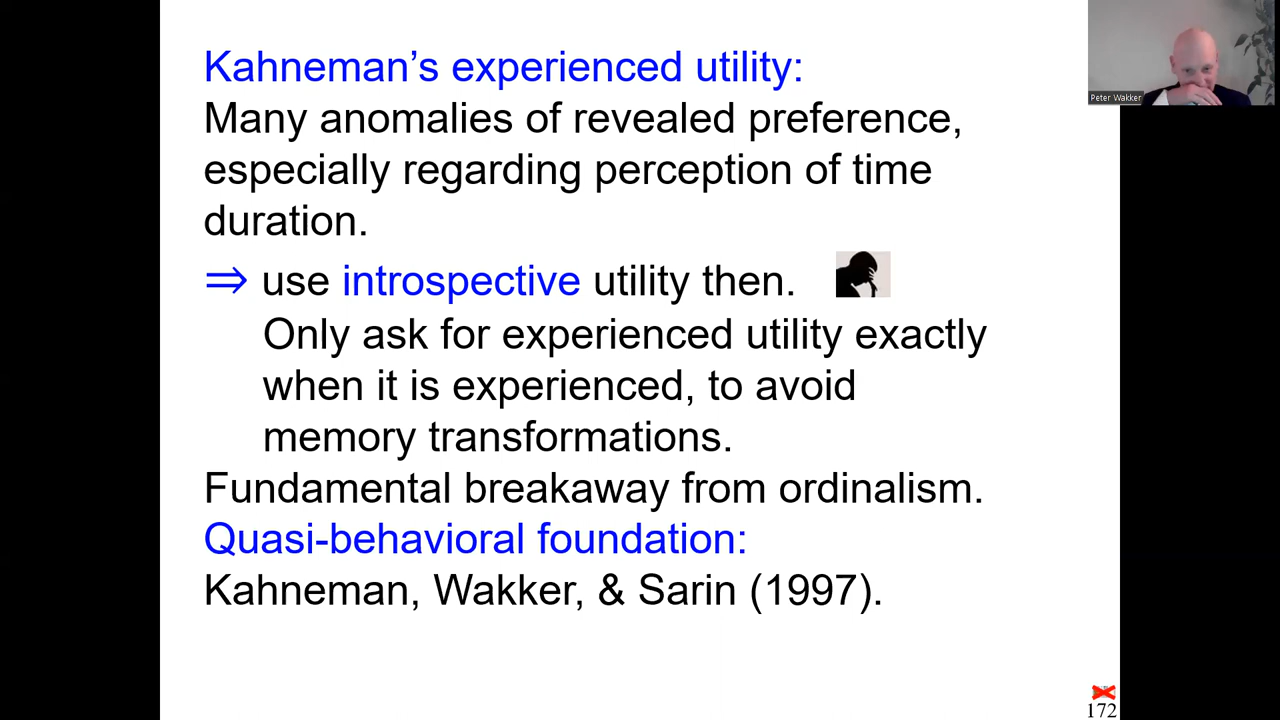 Kahneman’s experienced utility:
Many anomalies of revealed preference,
especially regarding perception of time
duration.
⇒ use introspective utility then.
Only ask for experienced utility exactly
when it is experienced, to avoid
memory transformations.
Fundamental breakaway from ordinalism.
Quasi-behavioral foundation:
Kahneman, Wakker, & Sarin (1997).
Peter Wakker
172